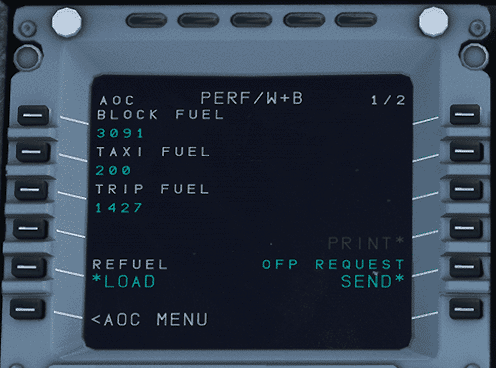 AOC PERF/W+B 1/2
BLOCK FUEL
3091
TAXI FUEL
200
TRIP FUEL
1427
PRINT*
REFUEL OFP REQUEST
*LOAD SEND*
<AOC MENU